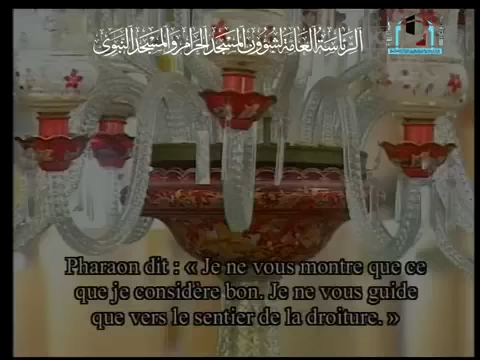 الرئاسة العامة لشؤون المسجد الحرام والمسجد النبوي
Pharaon dit : « Je ne vous montre que ce
que je considère bon. Je ne vous guide
que vers le sentier de la droiture. »